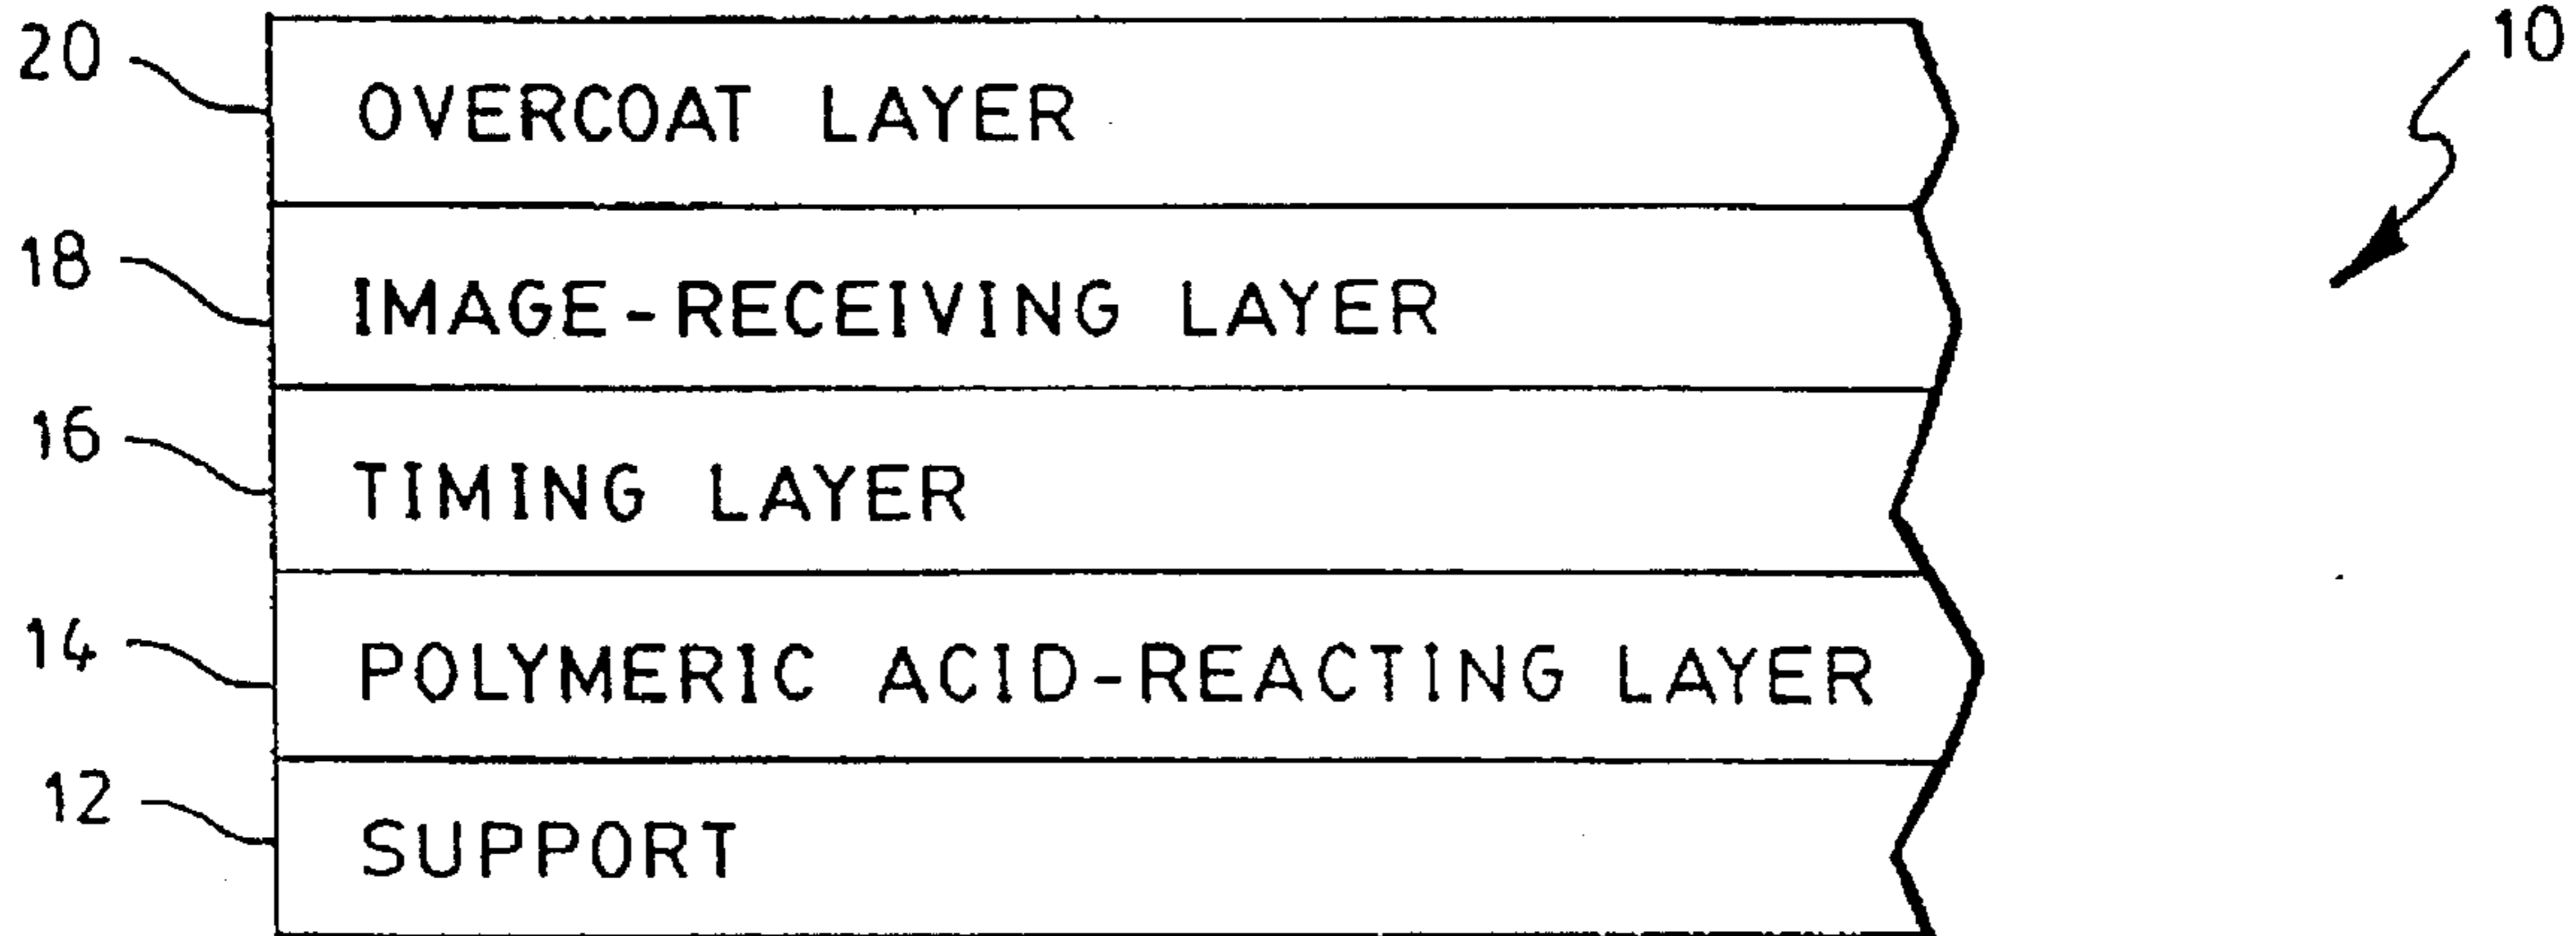 10
20 OVERCOAT LAYER
18 IMAGE-RECEIVING LAYER
16 TIMING LAYER
14 POLYMERIC ACID-REACTING LAYER
12 SUPPORT